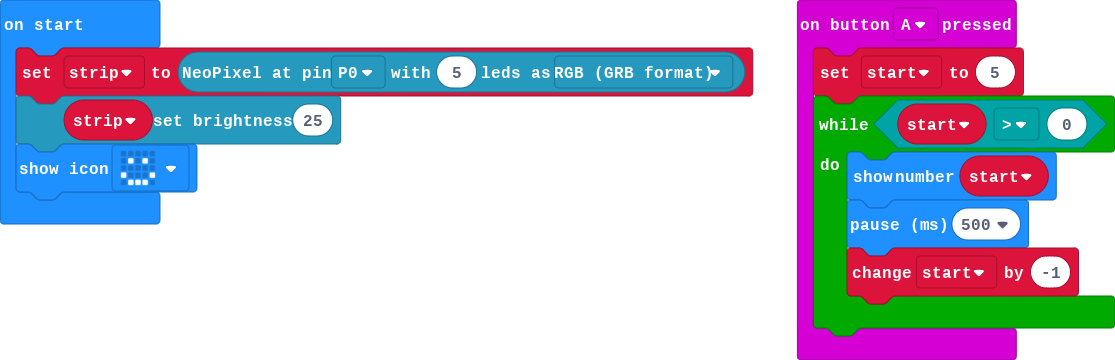 on start
set strip to NeoPixel at pin P0 with 5 leds as RGB (GRB format)
strip set brightness 25
show icon
on button A pressed
set start to 5
while start > 0
do
show number start
pause (ms) 500
change start by -1